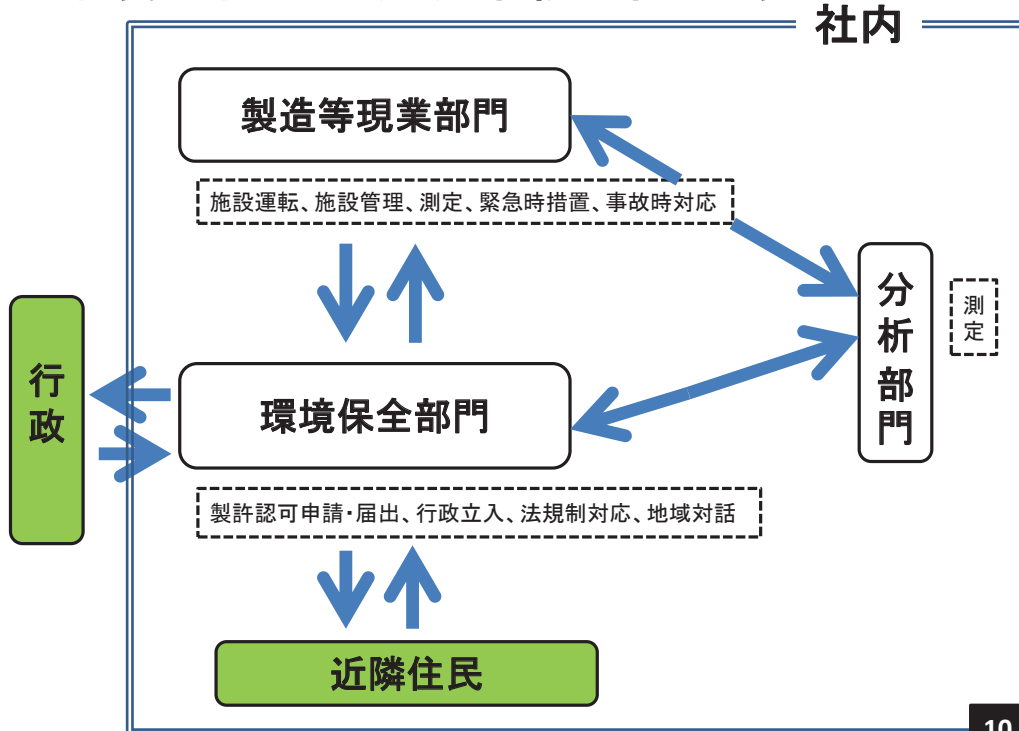 社内
製造等現業部門
施設運転、施設管理、測定、緊急時措置、事故時対応
分析部門
測定
行政
環境保全部門
製許認可申請・届出、行政立入、法規制対応、地域対話
近隣住民
10